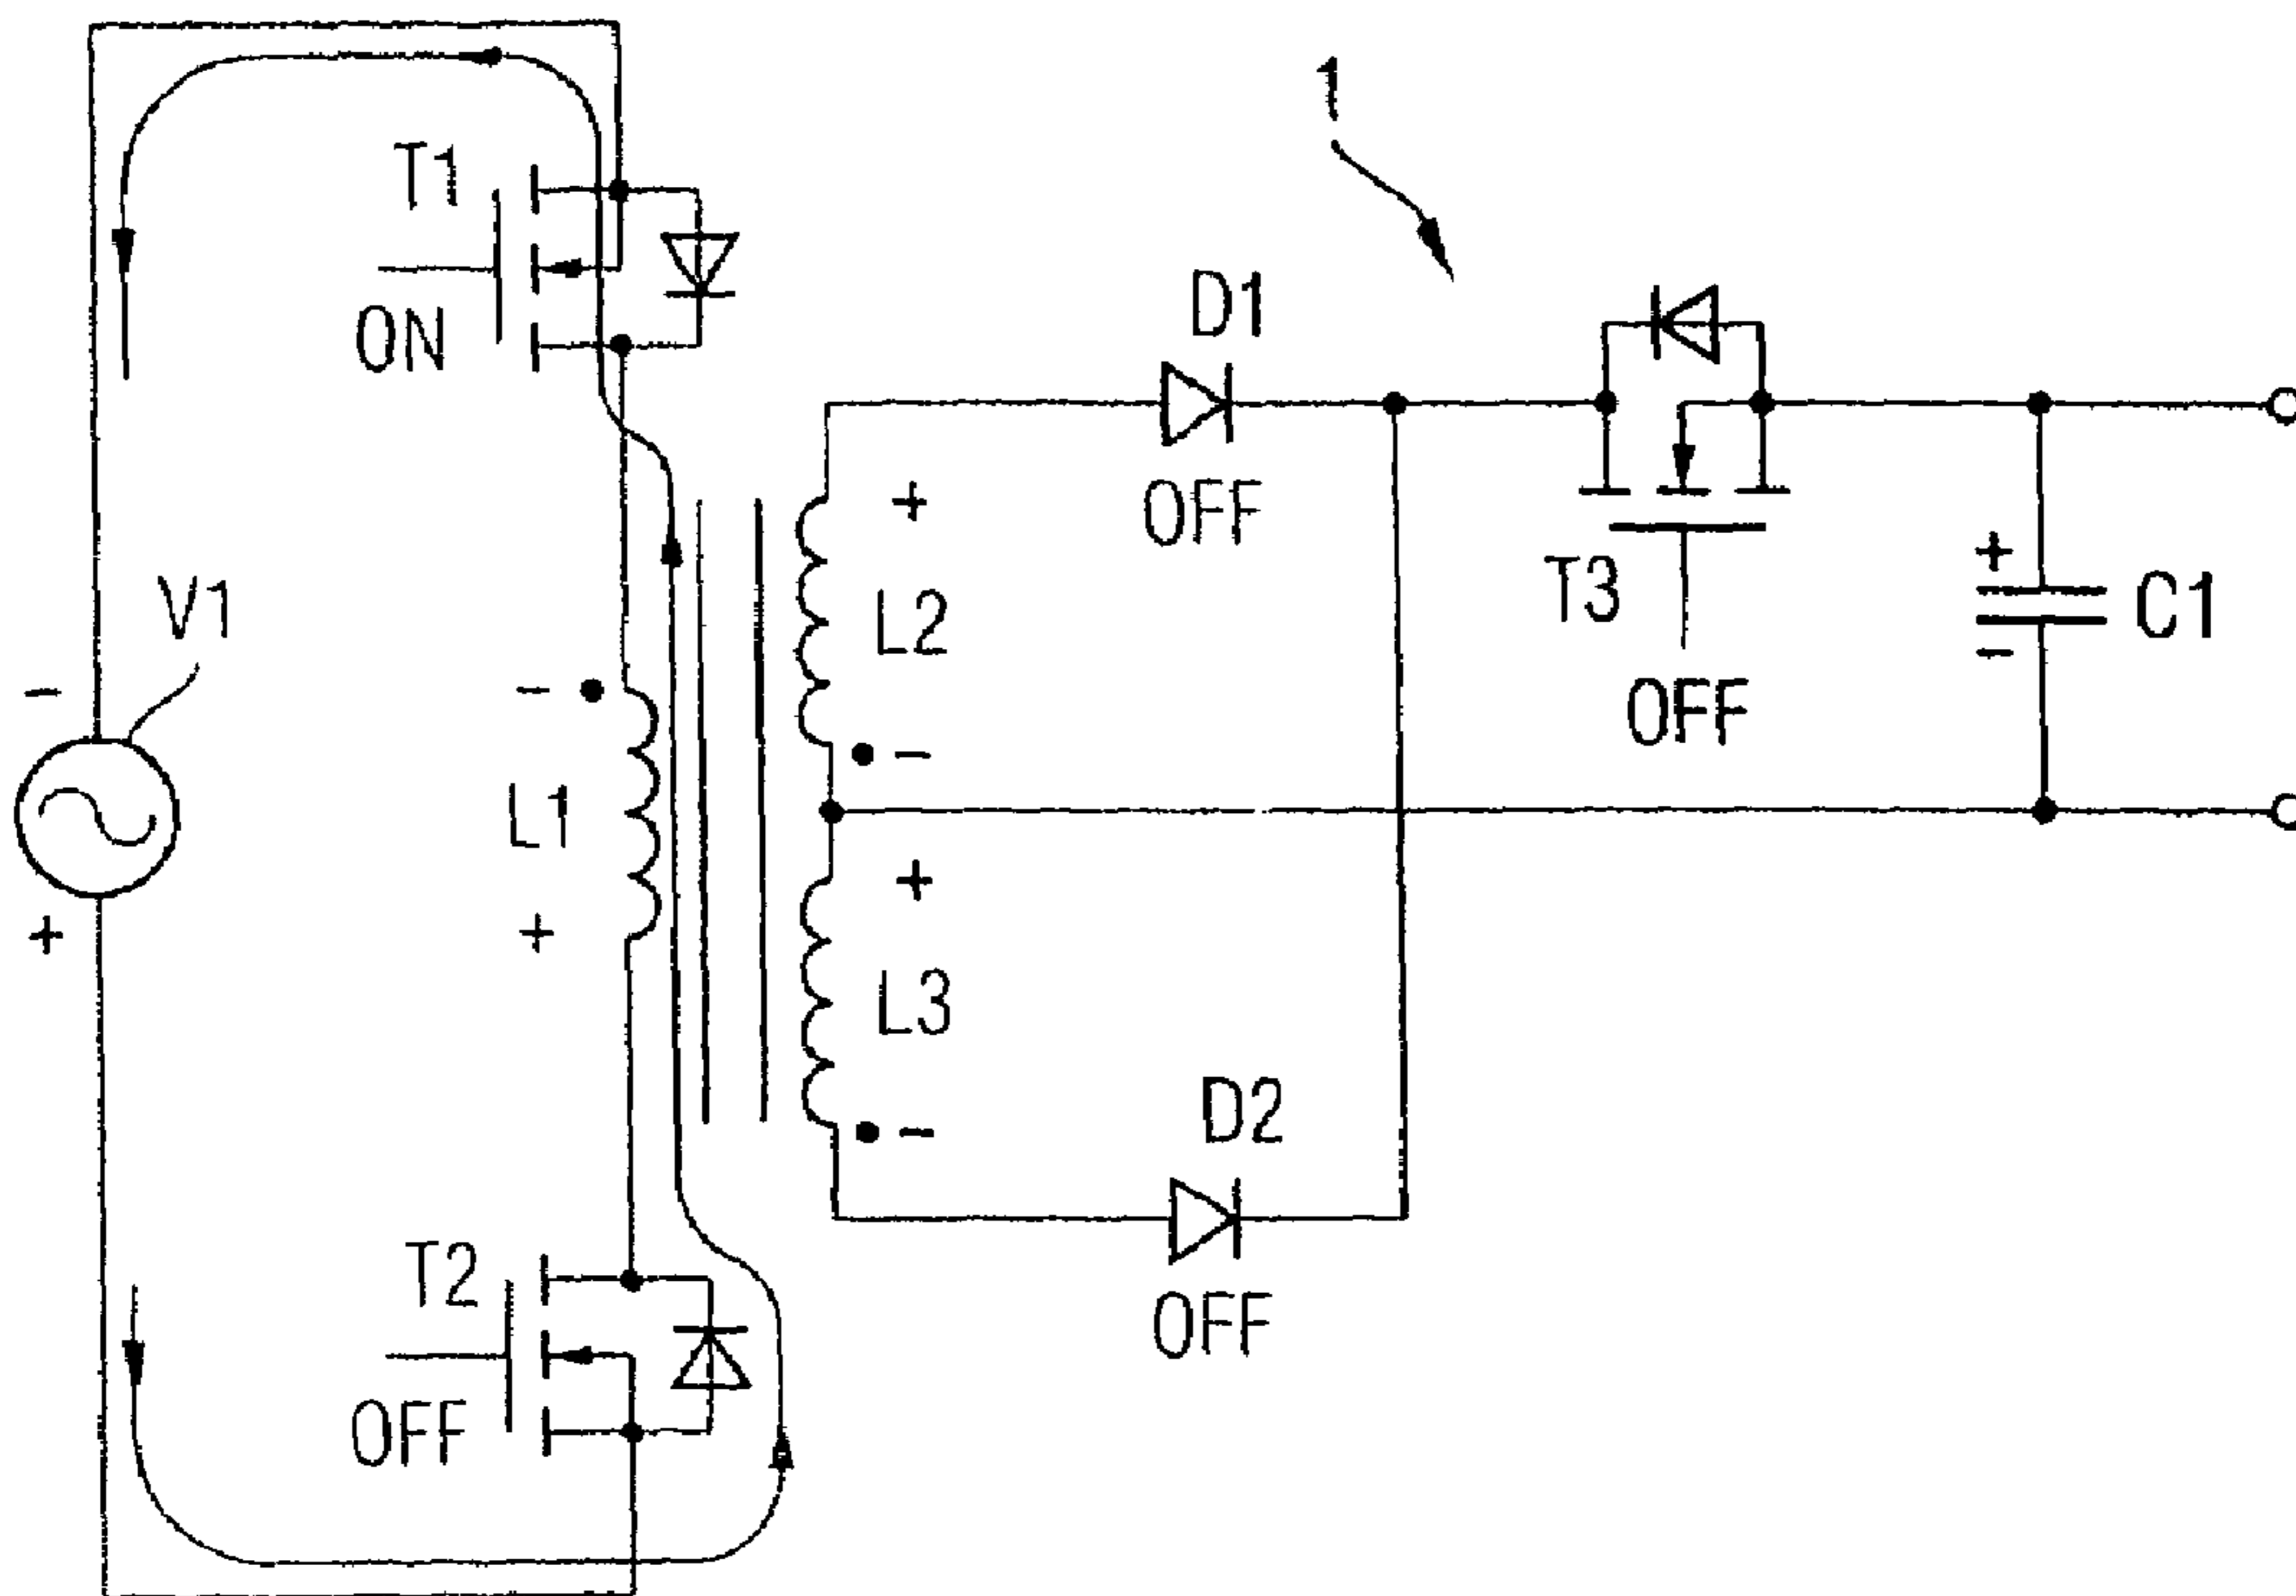 1
T1
ON
D1
OFF
T3
OFF
+
-
C1
V1
-
+
-
L1
+
+
L2
-
+
L3
-
D2
OFF
T2
OFF